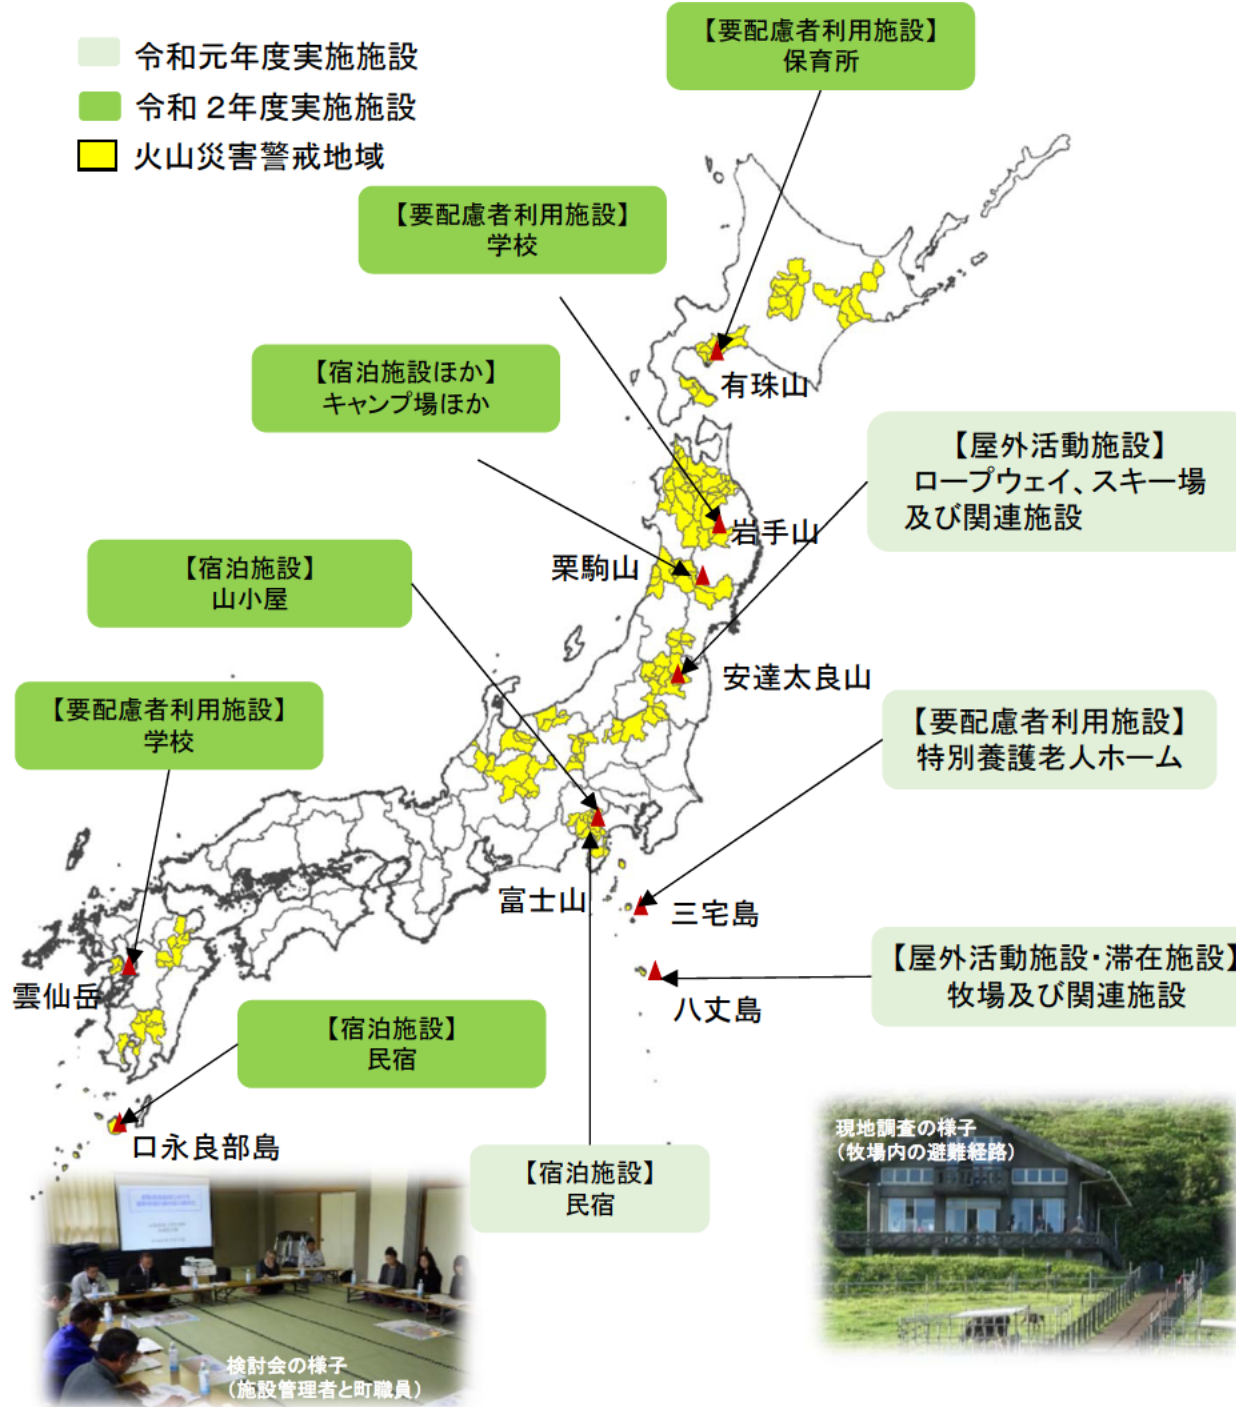 令和元年度実施施設
令和２年度実施施設
火山災害警戒地域
【要配慮者利用施設】
保育所
【要配慮者利用施設】
学校
【宿泊施設ほか】
キャンプ場ほか
有珠山
【屋外活動施設】
ロープウェイ、スキー場
及び関連施設
岩手山
栗駒山
【宿泊施設】
山小屋
安達太良山
【要配慮者利用施設】
学校
【要配慮者利用施設】
特別養護老人ホーム
富士山
三宅島
【屋外活動施設・滞在施設】
牧場及び関連施設
雲仙岳
八丈島
【宿泊施設】
民宿
口永良部島
【宿泊施設】
民宿
現地調査の様子
（牧場内の避難経路）
検討会の様子
（施設管理者と町職員）